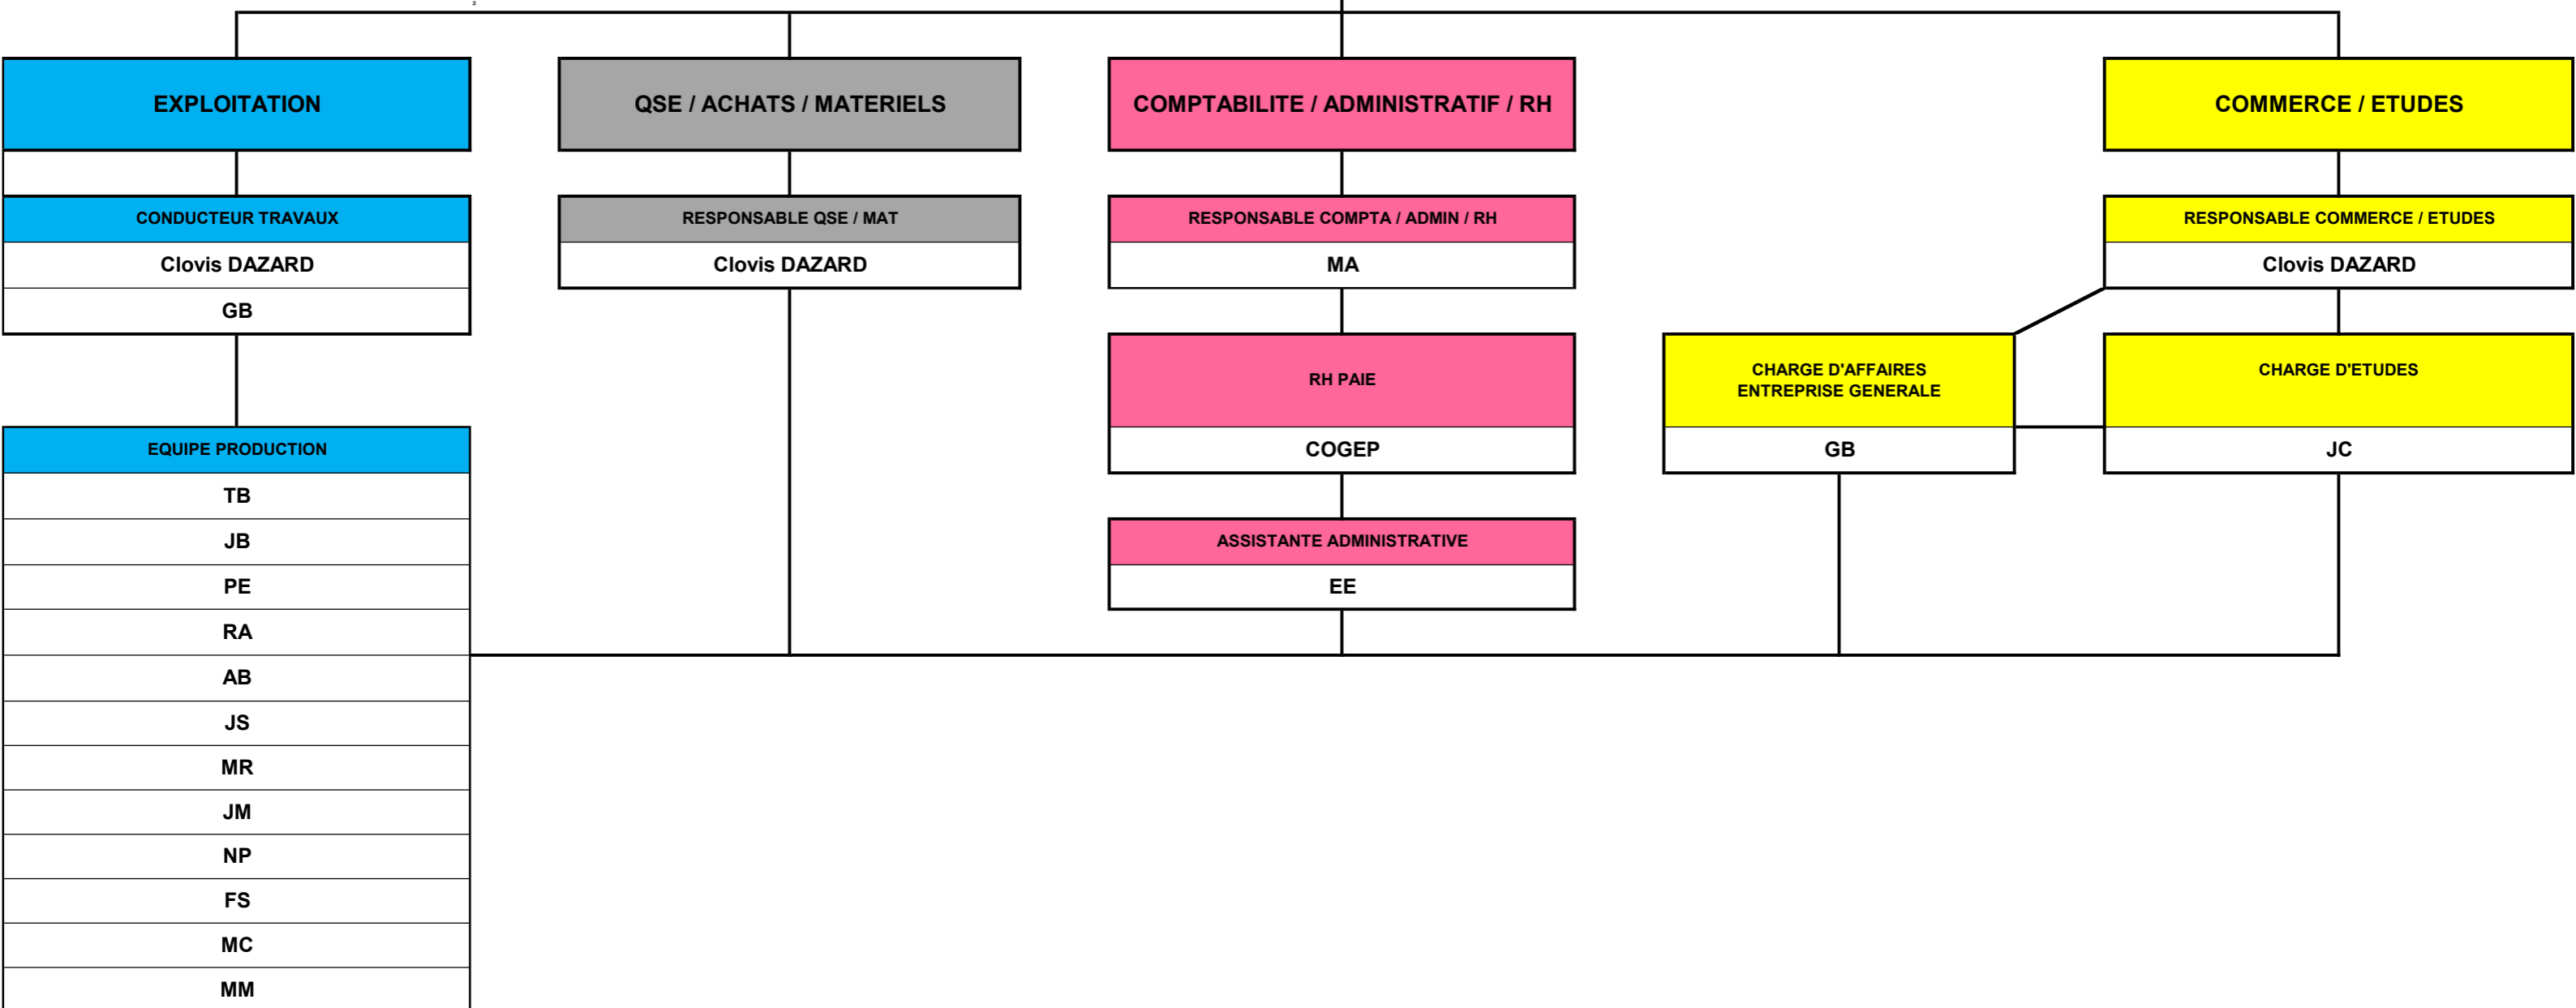 2
EXPLOITATION
QSE / ACHATS / MATERIELS
COMPTABILITE / ADMINISTRATIF / RH
COMMERCE / ETUDES
CONDUCTEUR TRAVAUX
Clovis DAZARD
GB
RESPONSABLE QSE / MAT
Clovis DAZARD
RESPONSABLE COMPTA / ADMIN / RH
MA
RESPONSABLE COMMERCE / ETUDES
Clovis DAZARD
RH PAIE
COGEP
CHARGE D'AFFAIRES
ENTREPRISE GENERALE
GB
CHARGE D'ETUDES
JC
EQUIPE PRODUCTION
TB
JB
PE
RA
AB
JS
MR
JM
NP
FS
MC
MM
ASSISTANTE ADMINISTRATIVE
EE